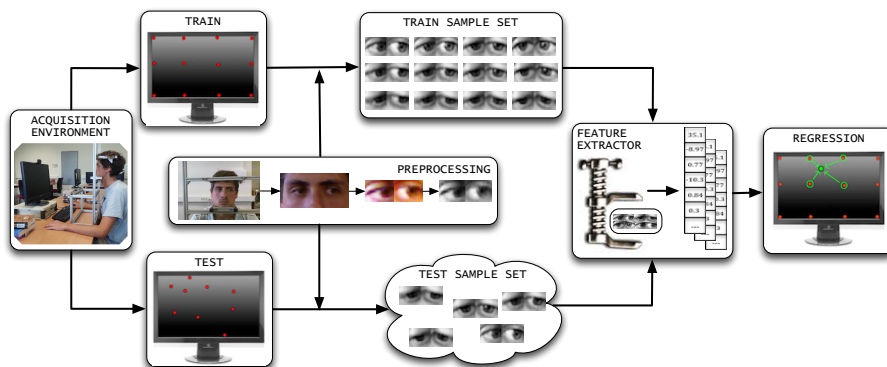 TRAIN
TRAIN SAMPLE SET
ACQUISITION
ENVIRONMENT
PREPROCESSING
FEATURE
EXTRACTOR
35.1
-8.97
0.77
-10.3
0.84
0.3
...
REGRESSION
TEST
TEST SAMPLE SET